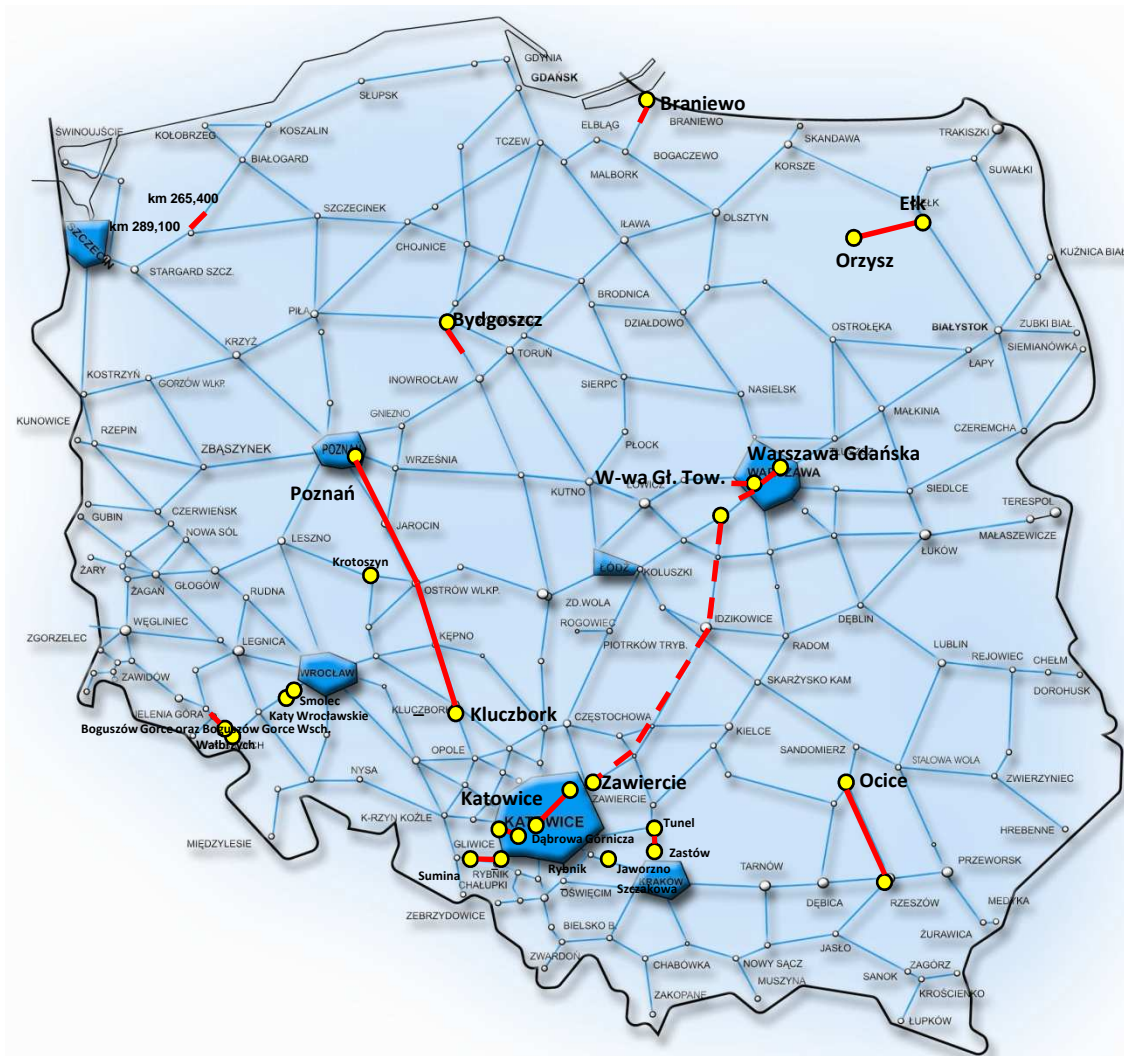 GDYNIA
GDAŃSK
SŁUPSK
Braniewo
ŚWINOUJŚCIE
KOŁOBRZEG
KOSZALIN
ELBLĄG
BRANIEWO
SKANDAWA
TRAKISZKI
TCZEW
BIAŁOGARD
BOGACZEWO
KORSZE
SUWAŁKI
MALBORK
km 265,400
Ełk
SZCZECINEK
OLSZTYN
km 289,100
SZCZECIN
IŁAWA
CHOJNICE
Orzysz
KUŹNICA BIAŁ
STARGARD SZCZ.
BRODNICA
PIŁA
Bydgoszcz
DZIAŁDOWO
OSTROŁĘKA
BIAŁYSTOK
ZUBKI BIAŁ.
SIEMIANÓWKA
KRZYŻ
TORUŃ
ŁAPY
KOSTRZYŃ
GORZÓW WLKP.
INOWROCŁAW
SIERPC
NASIELSK
MAŁKINIA
KUNOWICE
GNIEZNO
RZEPIN
CZEREMCHA
ZBĄSZYNEK
POZNAŃ
PŁOCK
Warszawa Gdańska
WRZEŚNIA
WARSZAWA
W-wa Gł. Tow.
KUTNO
ŁOWICZ
SIEDLCE
Poznań
TERESPOL
GUBIN
CZERWIEŃSK
JAROCIN
MAŁASZEWICZE
NOWA SÓL
LESZNO
ŁUKÓW
Krotoszyn
ŻARY
ŁÓDŹ
KOLUSZKI
ŻAGAŃ
GŁOGÓW
RUDNA
OSTRÓW WLKP.
ZD.WOLA
DĘBLIN
WĘGLINIEC
ROGOWIEC
IDZIKOWICE
ZGORZELEC
LEGNICA
KĘPNO
PIOTRKÓW TRYB.
RADOM
LUBLIN
REJOWIEC
CHEŁM
ZAWIDÓW
WROCŁAW
SKARŻYSKO KAM
DOROHUSK
Smolec
JELENIA GÓRA
KLUCZBORK
Kluczbork
Katy Wrocławskie
CZĘSTOCHOWA
Boguszów Gorce oraz Boguszów Gorce Wsch.
KIELCE
Wałbrzych
OPOLE
SANDOMIERZ
STALOWA WOLA
NYSA
ZWIERZYNIEC
Zawiercie
Ocice
Katowice
ZAWIERCIE
K-RZYN KOŹLE
KATOWICE
Tunel
HREBENNE
MIĘDZYLESIE
GLIWICE
Dąbrowa Górnicza
Zastów
PRZEWORSK
Sumina
RYBNIK
Rybnik
Jaworzno
TARNÓW
CHAŁUPKI
Szczakowa
KRAKÓW
OŚWIĘCIM
DĘBICA
RZESZÓW
MEDYKA
ZEBRZYDOWICE
BIELSKO B.
ŻURAWICA
ZWARDOŃ
JASŁO
CHABÓWKA
NOWY SĄCZ
ZAGÓRZ
MUSZYNA
SANOK
KROŚCIENKO
ZAKOPANE
ŁUPKÓW